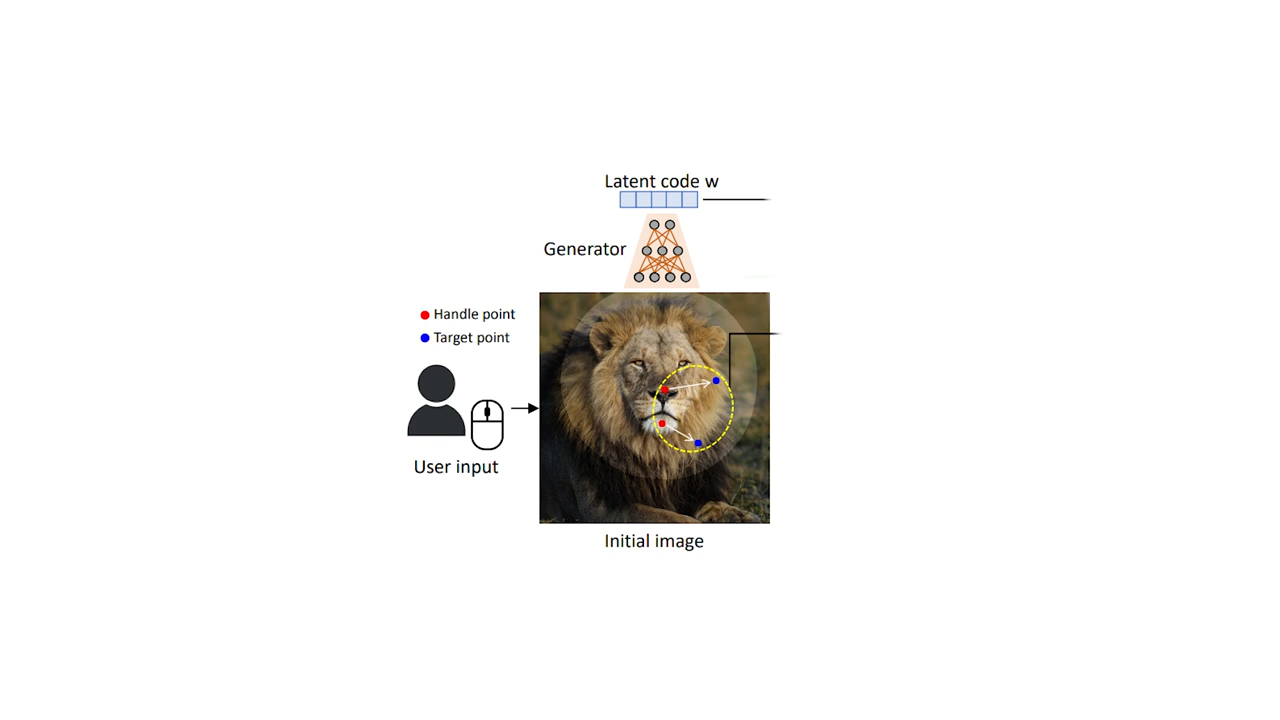 Latent code w
Generator
Handle point
Target point
User input
Initial image